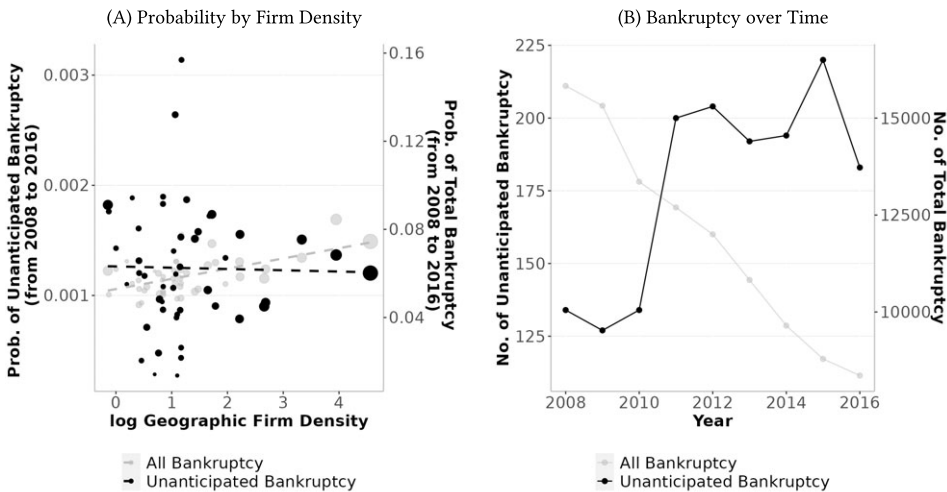 (A) Probability by Firm Density
Prob. of Unanticipated Bankruptcy
(from 2008 to 2016)
0.003
0.002
0.001
0.16
0.12
0.08
0.04
Prob. of Total Bankruptcy
(from 2008 to 2016)
0 1 2 3 4
log Geographic Firm Density
All Bankruptcy
Unanticipated Bankruptcy
(B) Bankruptcy over Time
No. of Unanticipated Bankruptcy
225
200
175
150
125
15000
12500
10000
No. of Total Bankruptcy
2008 2010 2012 2014 2016
Year
All Bankruptcy
Unanticipated Bankruptcy